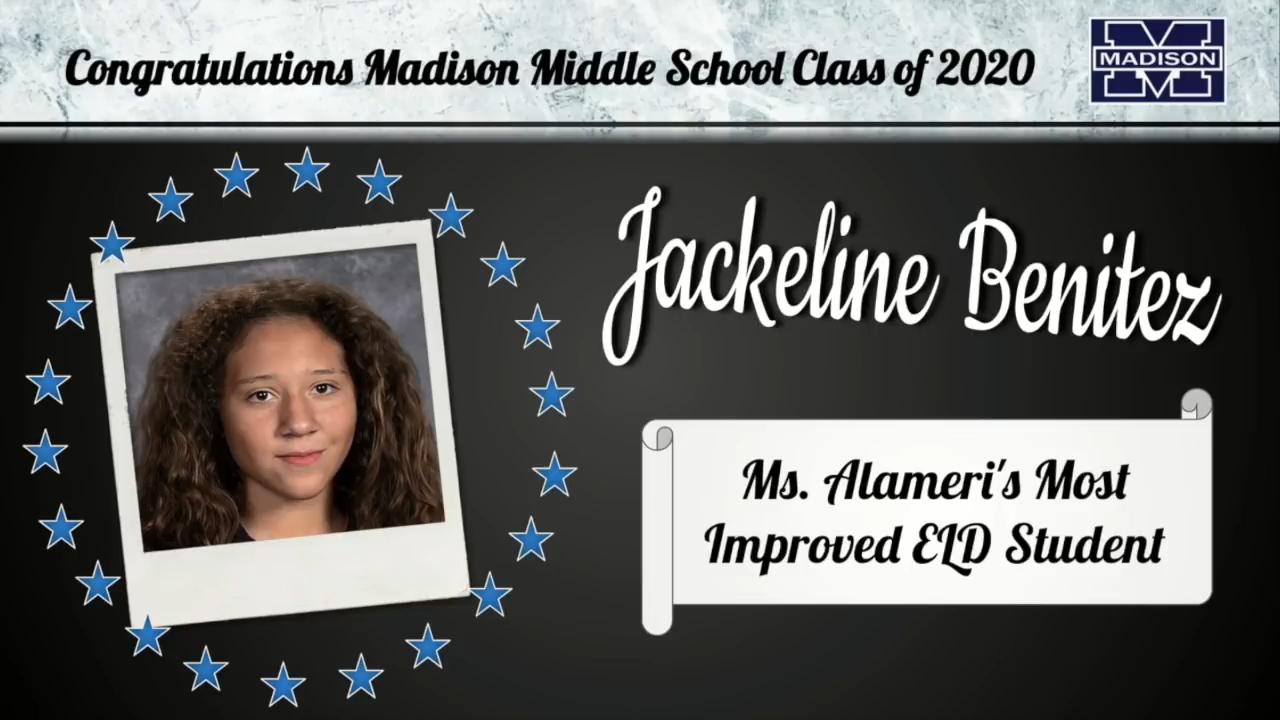 Congratulations Madison Middle School Class of 2020
M
MADISON
Jackeline Benitez
Ms. Alameri's Most
Improved ELD Student